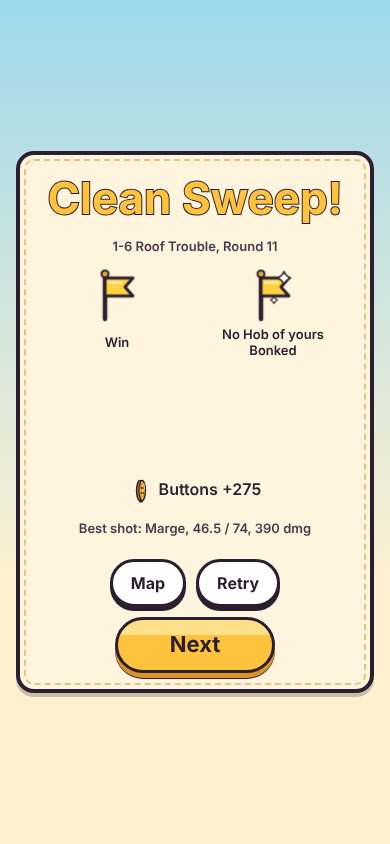 Clean Sweep!
1-6 Roof Trouble, Round 11
Win
No Hob of yours
Bonked
Buttons +275
Best shot: Marge, 46.5 / 74, 390 dmg
Map
Retry
Next